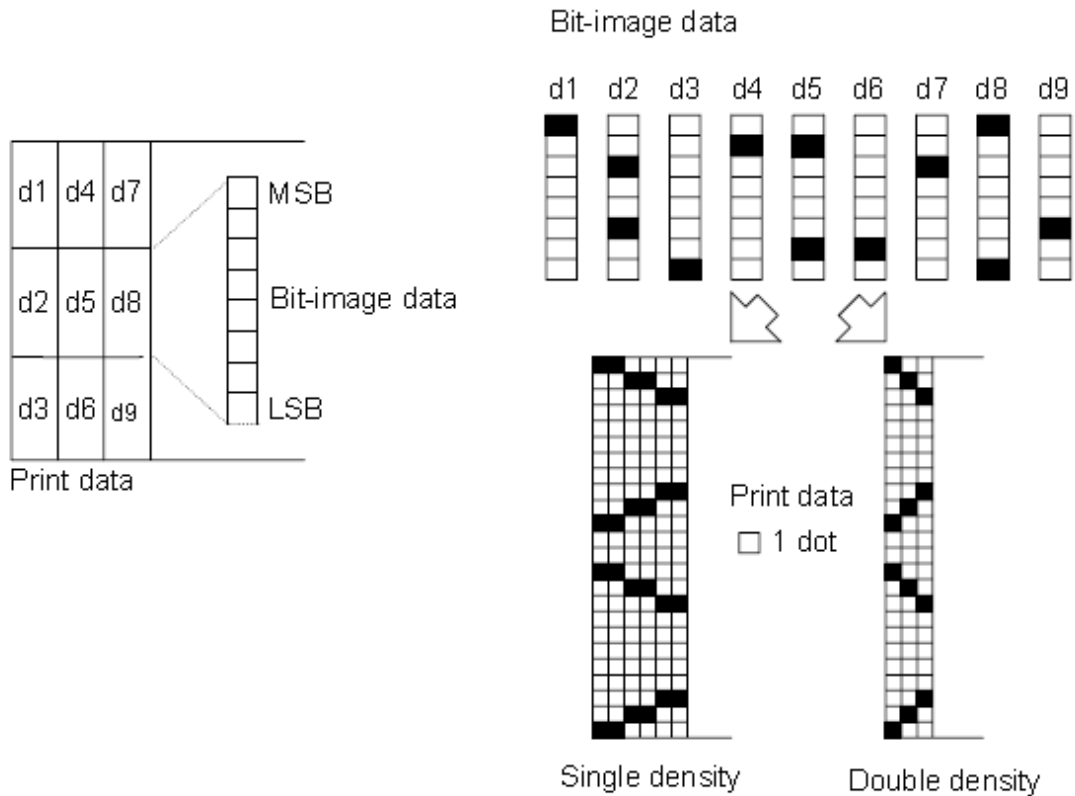 Bit-image data
d1 d2 d3 d4 d5 d6 d7 d8 d9
d1 d4 d7
d2 d5 d8
d3 d6 d9
MSB
Bit-image data
LSB
Print data
Print data
1 dot
Single density
Double density